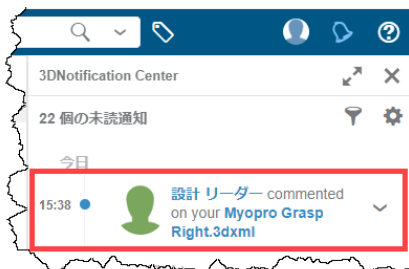 3DNotification Center
22 個の未読通知
今日
15:38
設計 リーダー commented
on your Myopro Grasp
Right.3dxml